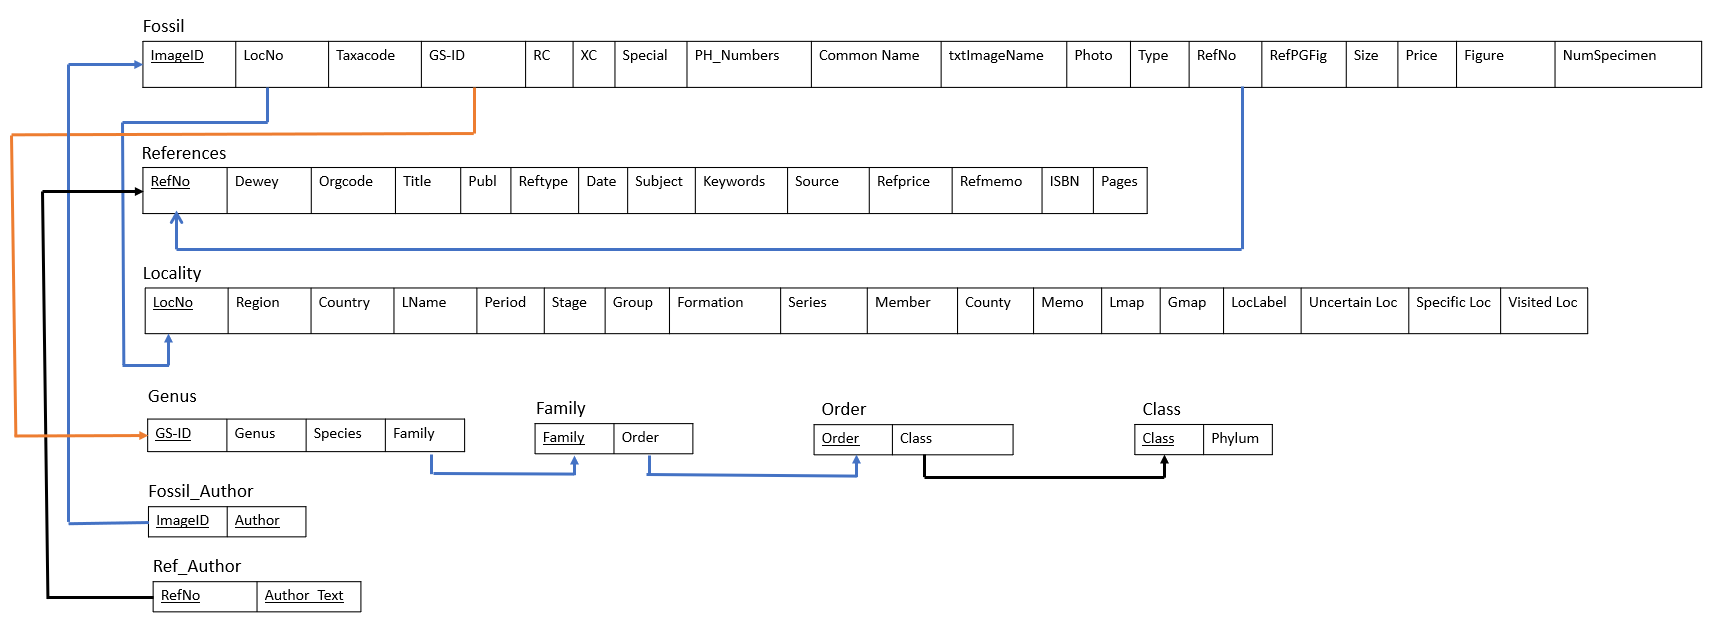 Fossil
ImageID LocNo Taxacode GS-ID RC XC Special PH_Numbers Common Name txtImageName Photo Type RefNo RefPGFig Size Price Figure NumSpecimen
References
RefNo Dewey Orgcode Title Publ Reftype Date Subject Keywords Source Refprice Refmemo ISBN Pages
Locality
LocNo Region Country LName Period Stage Group Formation Series Member County Memo Lmap Gmap LocLabel Uncertain Loc Specific Loc Visited Loc
Genus
GS-ID Genus Species Family
Family
Family Order
Order
Order Class
Class
Class Phylum
Fossil_Author
ImageID Author
Ref_Author
RefNo Author_Text